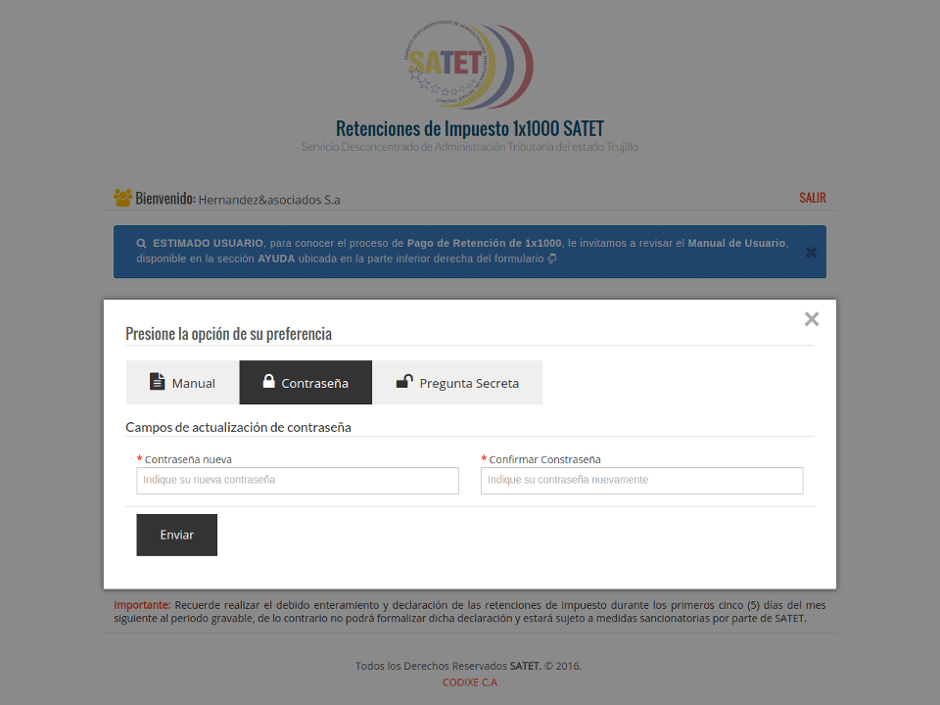 SATET
Retenciones de Impuesto 1x1000 SATET
Servicio Desconcentrado de Administración Tributaria del estado Trujillo
Bienvenido: Hernandez&asociados S.a
SALIR
ESTIMADO USUARIO, para conocer el proceso de Pago de Retención de 1x1000, le invitamos a revisar el Manual de Usuario,
disponible en la sección AYUDA ubicada en la parte inferior derecha del formulario
Presione la opción de su preferencia
Manual
Contraseña
Pregunta Secreta
Campos de actualización de contraseña
* Contraseña nueva
* Confirmar Constraseña
Indique su nueva contraseña
Indique su contraseña nuevamente
Enviar
Importante: Recuerde realizar el debido enteramiento y declaración de las retenciones de impuesto durante los primeros cinco (5) días del mes
siguiente al periodo gravable, de lo contrario no podrá formalizar dicha declaración y estará sujeto a medidas sancionatorias por parte de SATET.
Todos los Derechos Reservados SATET. © 2016.
CODIXE C.A